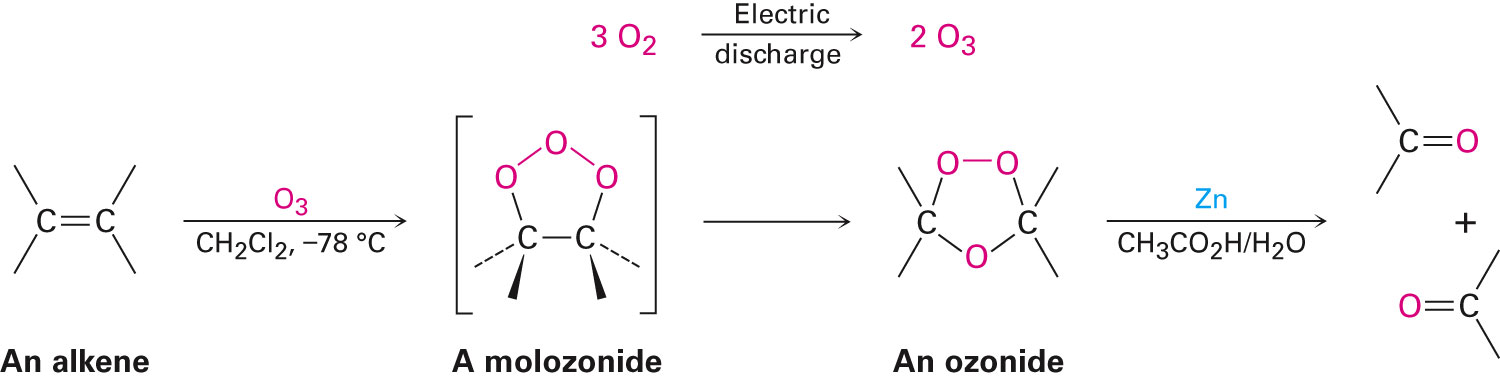 3 O₂ Electric discharge 2 O₃
C=C
O₃
CH₂Cl₂, –78 °C
O O O
C–C
O–O
C C
O
Zn
CH₃CO₂H/H₂O
C=O
+
O=C
An alkene A molozonide An ozonide